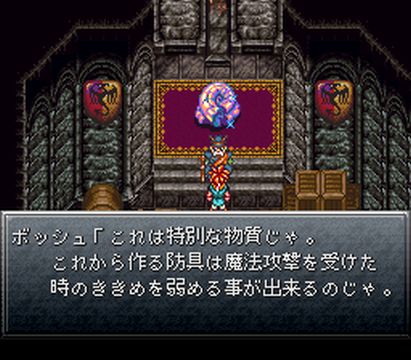 ボッシュ「これは特別な物質じゃ。
これから作る防具は魔法攻撃を受けた
時のききめを弱める事が出来るのじゃ。